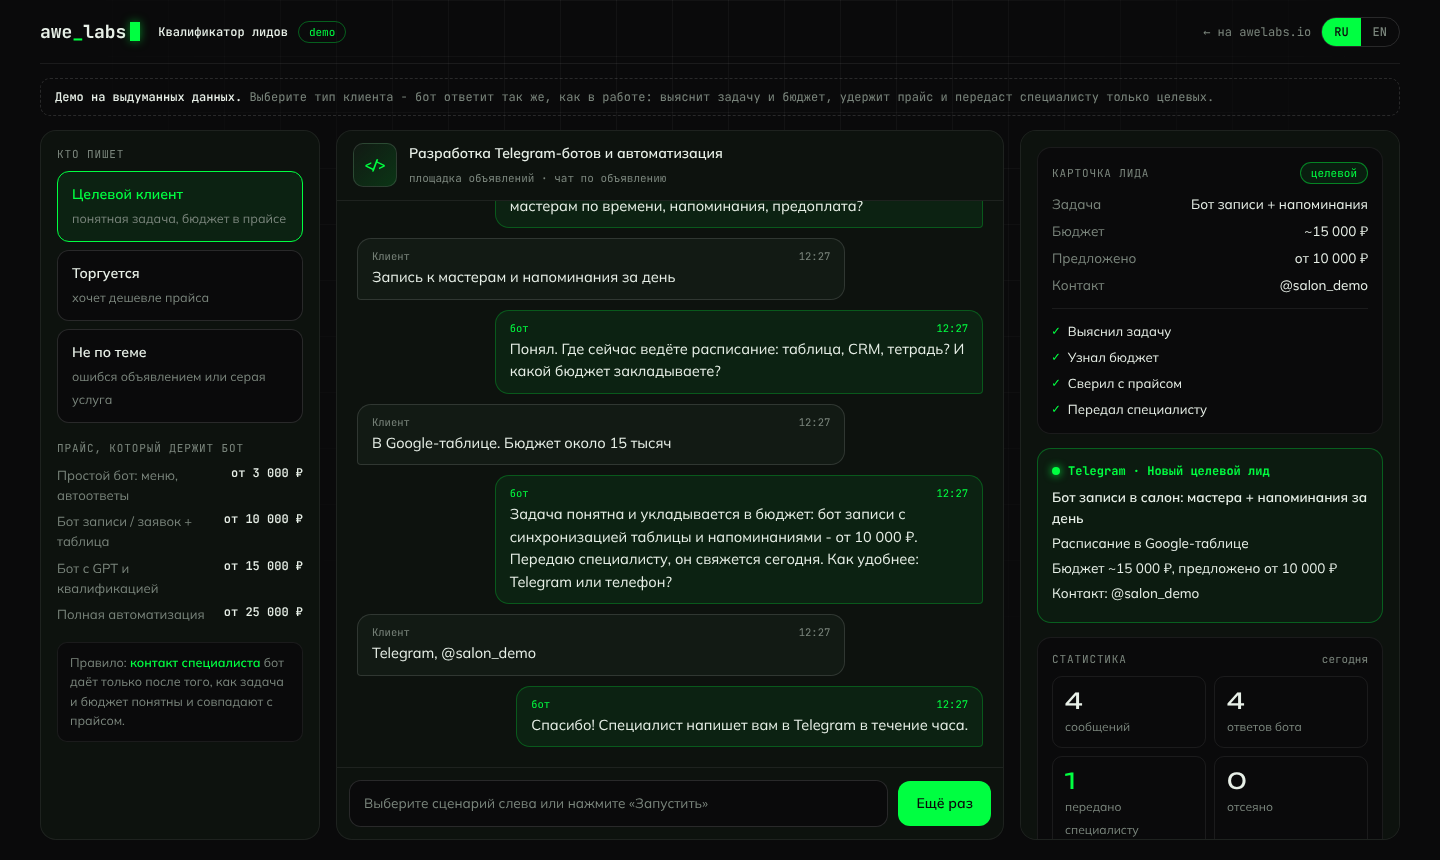 awe_labs
Квалификатор лидов
demo
← на awelabs.io
RU
EN
Демо на выдуманных данных. Выберите тип клиента - бот ответит так же, как в работе: выяснит задачу и бюджет, удержит прайс и передаст специалисту только целевых.
КТО ПИШЕТ
Целевой клиент
понятная задача, бюджет в прайсе
Торгуется
хочет дешевле прайса
Не по теме
ошибся объявлением или серая
услуга
ПРАЙС, КОТОРЫЙ ДЕРЖИТ БОТ
Простой бот: меню,
автоответы
от 3 000 ₽
Бот записи / заявок +
таблица
от 10 000 ₽
Бот с GPT и
квалификацией
от 15 000 ₽
Полная автоматизация
от 25 000 ₽
Правило: контакт специалиста бот
даёт только после того, как задача
и бюджет понятны и совпадают с
прайсом.
</>
Разработка Telegram-ботов и автоматизация
площадка объявлений · чат по объявлению
мастерам по времени, напоминания, предоплата?
Клиент
12:27
Запись к мастерам и напоминания за день
бот
12:27
Понял. Где сейчас ведёте расписание: таблица, CRM, тетрадь? И
какой бюджет закладываете?
Клиент
12:27
В Google-таблице. Бюджет около 15 тысяч
бот
12:27
Задача понятна и укладывается в бюджет: бот записи с
синхронизацией таблицы и напоминаниями - от 10 000 ₽.
Передаю специалисту, он свяжется сегодня. Как удобнее:
Telegram или телефон?
Клиент
12:27
Telegram, @salon_demo
бот
12:27
Спасибо! Специалист напишет вам в Telegram в течение часа.
Выберите сценарий слева или нажмите «Запустить»
Ещё раз
КАРТОЧКА ЛИДА
целевой
Задача
Бот записи + напоминания
Бюджет
~15 000 ₽
Предложено
от 10 000 ₽
Контакт
@salon_demo
✓ Выяснил задачу
✓ Узнал бюджет
✓ Сверил с прайсом
✓ Передал специалисту
Telegram · Новый целевой лид
Бот записи в салон: мастера + напоминания за
день
Расписание в Google-таблице
Бюджет ~15 000 ₽, предложено от 10 000 ₽
Контакт: @salon_demo
СТАТИСТИКА
сегодня
4
сообщений
4
ответов бота
1
передано
специалисту
0
отсеяно